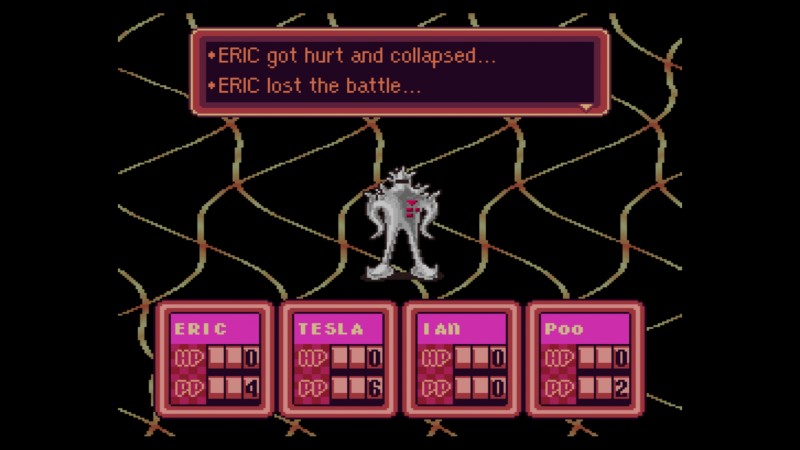 •ERIC got hurt and collapsed...
•ERIC lost the battle...
ERIC TESLA IAN Poo
HP 0 HP 0 HP 0 HP 0
PP 4 PP 6 PP 0 PP 2